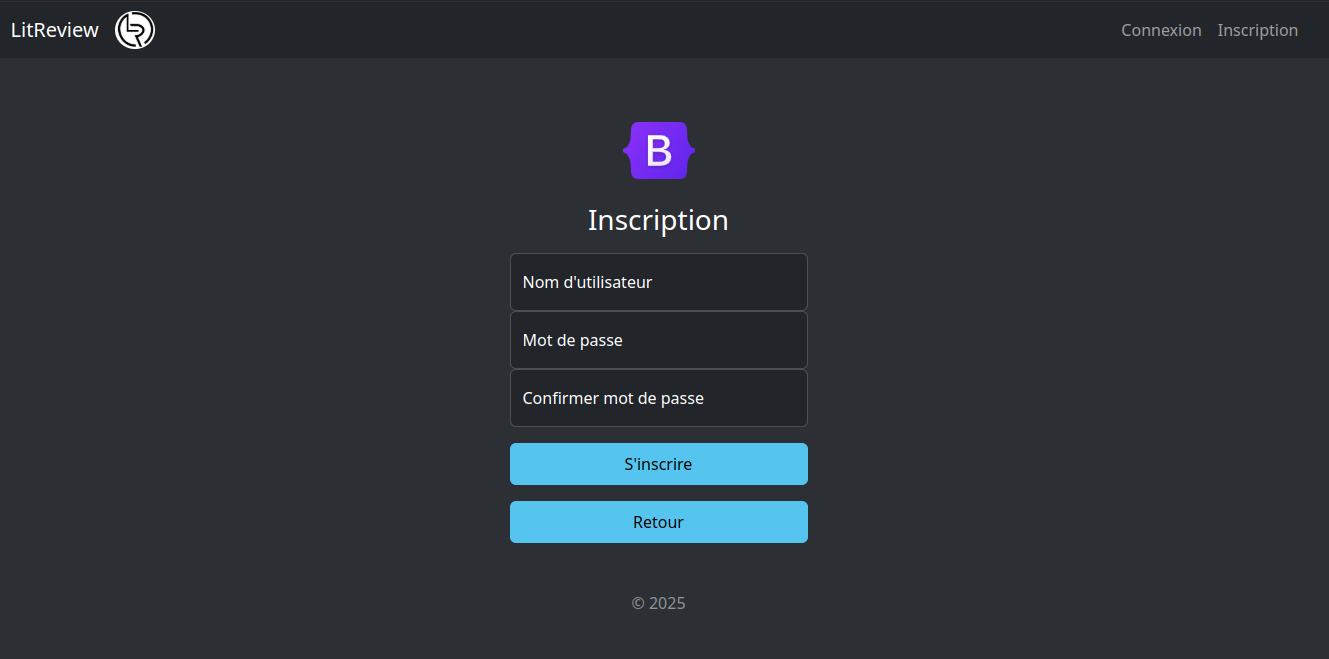 LitReview
Connexion Inscription
B
Inscription
Nom d'utilisateur
Mot de passe
Confirmer mot de passe
S'inscrire
Retour
© 2025